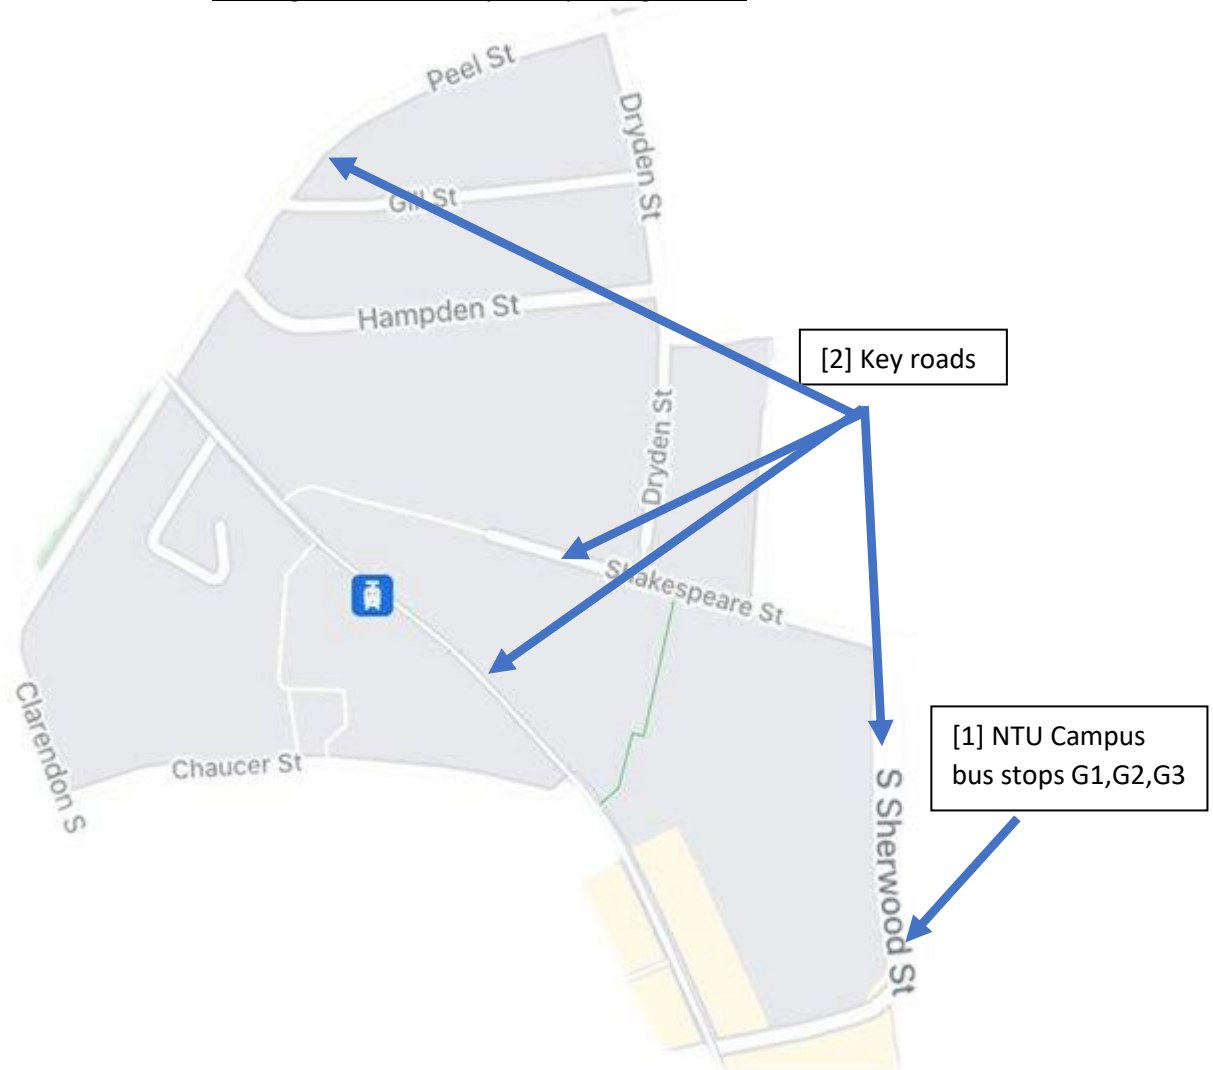 Peel St
Dryden St
Gill St
Hampden St
[2] Key roads
Dryden St
Shakespeare St
Clarendon S
[1] NTU Campus
bus stops G1,G2,G3
Chaucer St
S Sherwood St